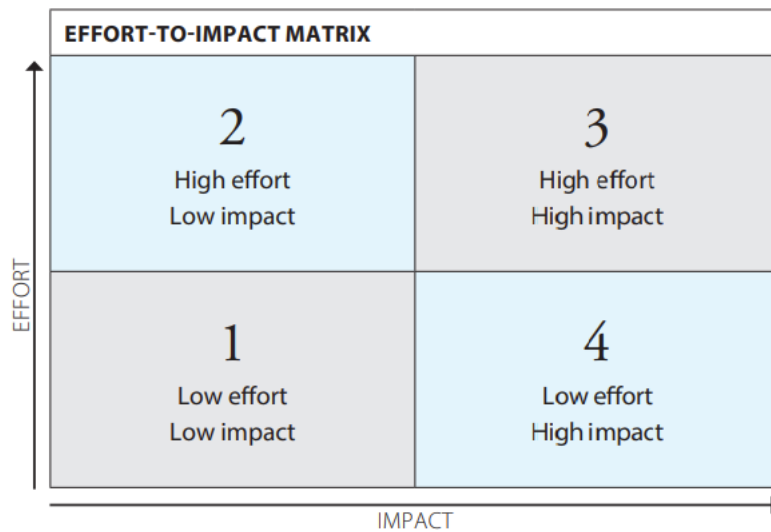 EFFORT-TO-IMPACT MATRIX
2
High effort
Low impact
3
High effort
High impact
EFFORT
1
Low effort
Low impact
4
Low effort
High impact
IMPACT